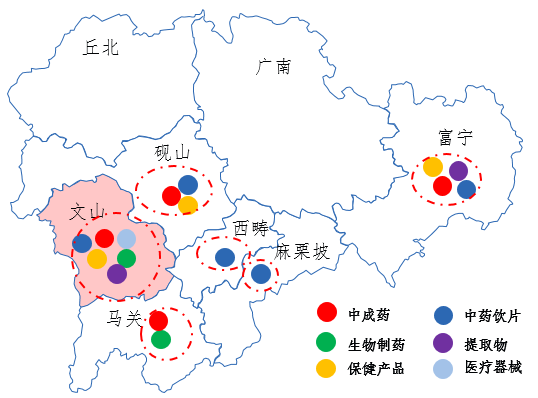 丘北
广南
富宁
砚山
文山
西畴
麻栗坡
马关
中成药
中药饮片
生物制药
提取物
保健产品
医疗器械